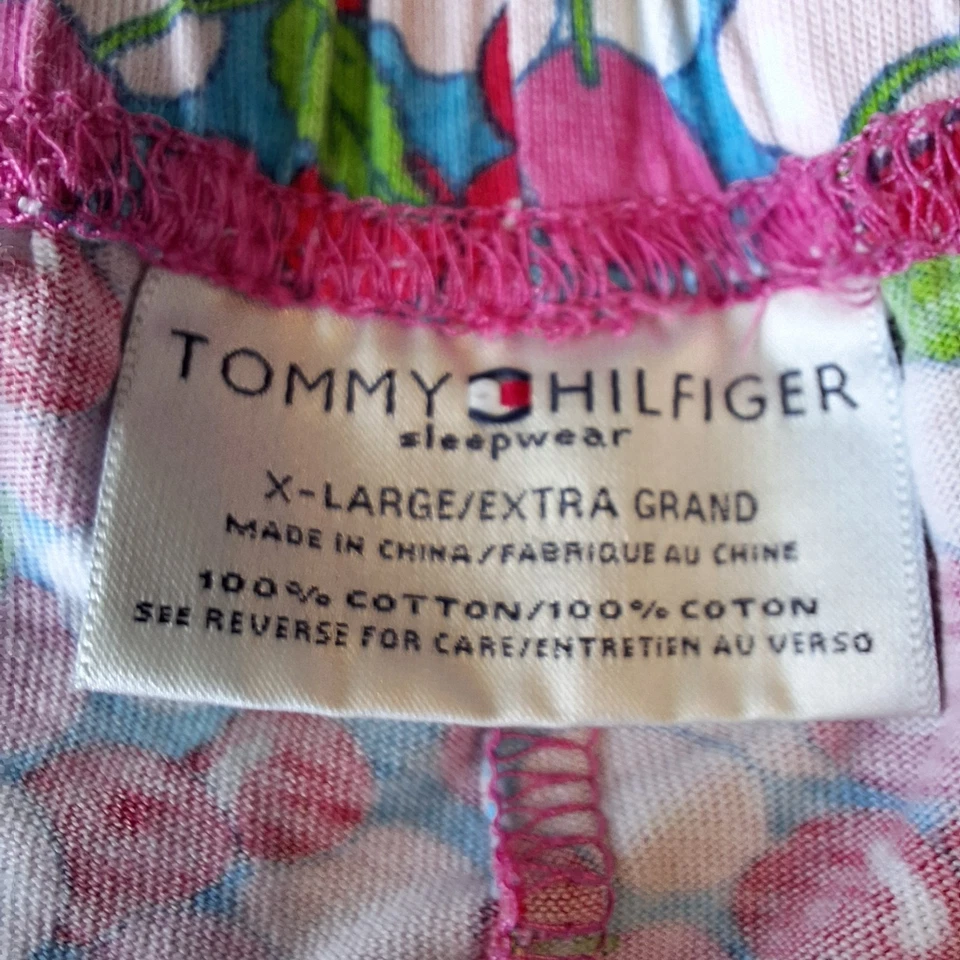 TOMMY HILFIGER
sleepwear
X-LARGE/EXTRA GRAND
MADE IN CHINA/FABRIQUE AU CHINE
100% COTTON/100% COTON
SEE REVERSE FOR CARE/ENTRETIEN AU VERSO